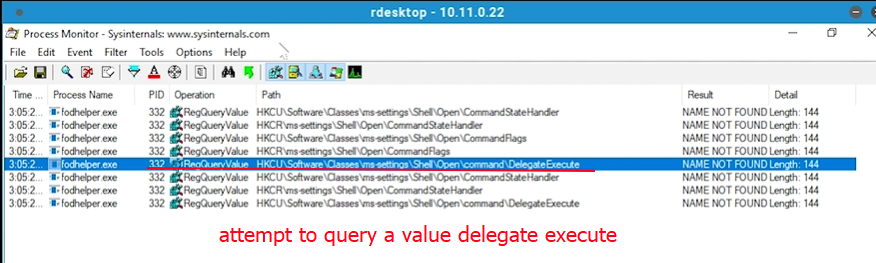 rdesktop - 10.11.0.22
Process Monitor - Sysinternals: www.sysinternals.com
File Edit Event Filter Tools Options Help
Time ... Process Name PID Operation Path Result Detail
3:05:2... fodhelper.exe 332 RegQueryValue HKCU\Software\Classes\ms-settings\Shell\Open\CommandStateHandler NAME NOT FOUND Length: 144
3:05:2... fodhelper.exe 332 RegQueryValue HKCR\ms-settings\Shell\Open\CommandStateHandler NAME NOT FOUND Length: 144
3:05:2... fodhelper.exe 332 RegQueryValue HKCU\Software\Classes\ms-settings\Shell\Open\CommandFlags NAME NOT FOUND Length: 144
3:05:2... fodhelper.exe 332 RegQueryValue HKCR\ms-settings\Shell\Open\CommandFlags NAME NOT FOUND Length: 144
3:05:2... fodhelper.exe 332 RegQueryValue HKCU\Software\Classes\ms-settings\Shell\Open\command\DelegateExecute NAME NOT FOUND Length: 144
3:05:2... fodhelper.exe 332 RegQueryValue HKCU\Software\Classes\ms-settings\Shell\Open\CommandStateHandler NAME NOT FOUND Length: 144
3:05:2... fodhelper.exe 332 RegQueryValue HKCR\ms-settings\Shell\Open\CommandStateHandler NAME NOT FOUND Length: 144
3:05:2... fodhelper.exe 332 RegQueryValue HKCU\Software\Classes\ms-settings\Shell\Open\command\DelegateExecute NAME NOT FOUND Length: 144
attempt to query a value delegate execute